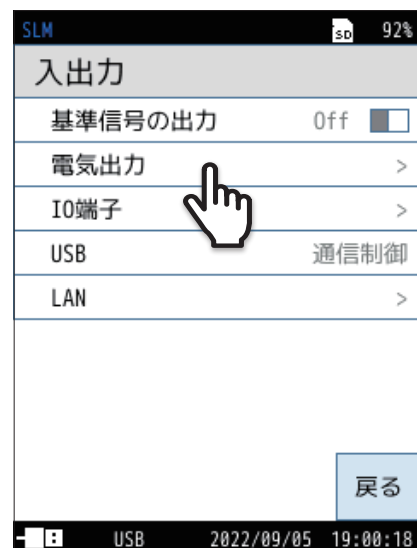 SLM SD 92%
入出力
基準信号の出力 Off
電気出力 >
IO端子 >
USB 通信制御
LAN >
戻る
USB 2022/09/05 19:00:18